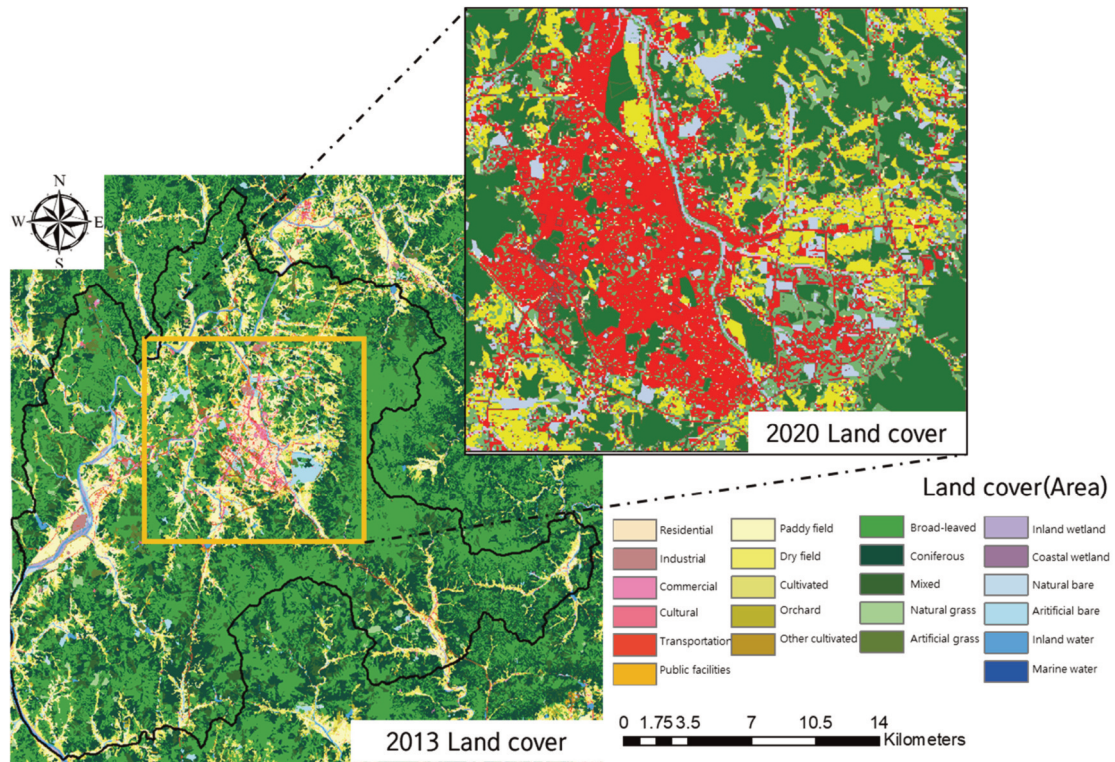 N
W E
S
2020 Land cover
2013 Land cover
Land cover(Area)
Residential
Industrial
Commercial
Cultural
Transportation
Public facilities
Paddy field
Dry field
Cultivated
Orchard
Other cultivated
Broad-leaved
Coniferous
Mixed
Natural grass
Artificial grass
Inland wetland
Coastal wetland
Natural bare
Aritificial bare
Inland water
Marine water
0 1.75 3.5 7 10.5 14
Kilometers